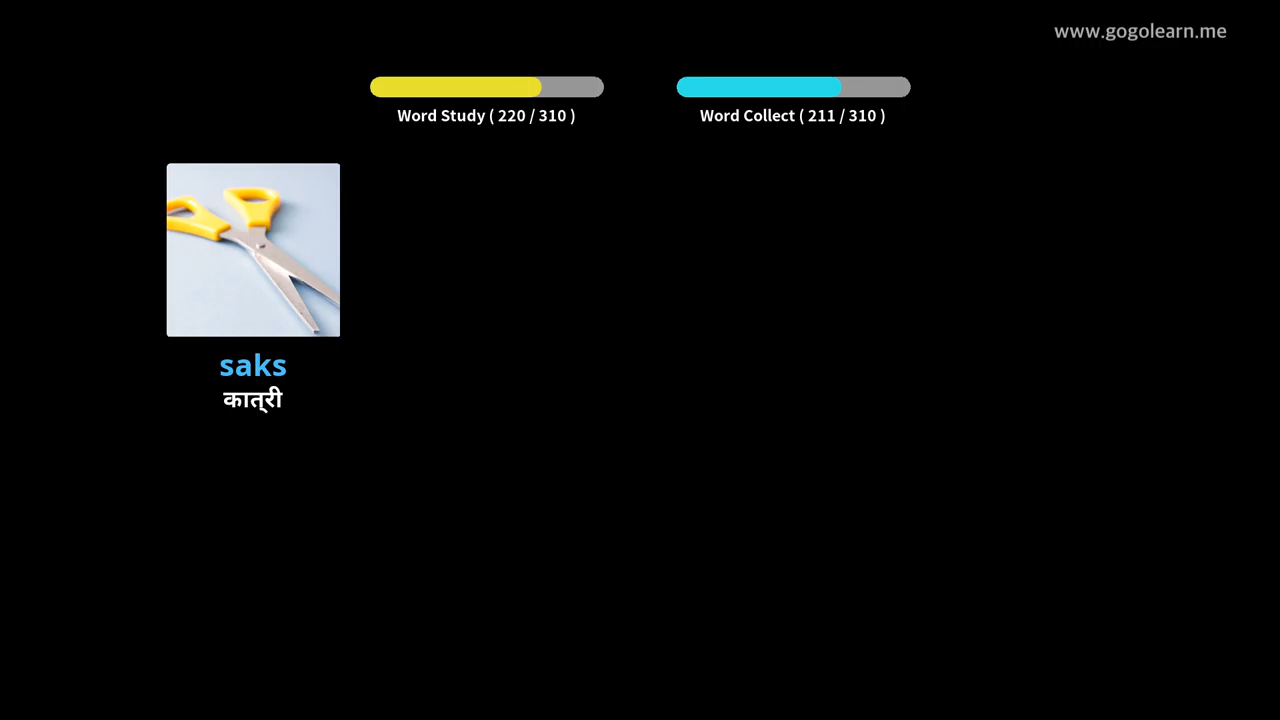 www.gogolearn.me
Word Study ( 220 / 310 )
Word Collect ( 211 / 310 )
saks
कात्री